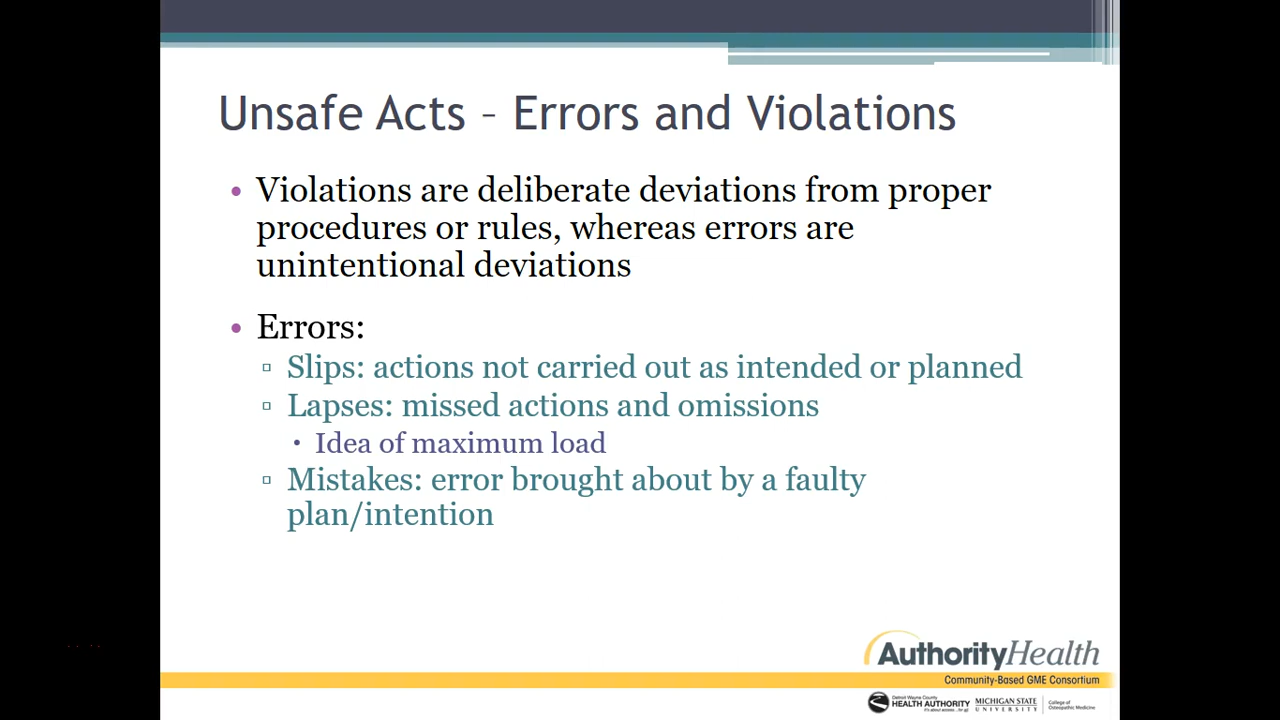 Unsafe Acts – Errors and Violations
• Violations are deliberate deviations from proper
procedures or rules, whereas errors are
unintentional deviations
• Errors:
▫ Slips: actions not carried out as intended or planned
▫ Lapses: missed actions and omissions
• Idea of maximum load
▫ Mistakes: error brought about by a faulty
plan/intention
AuthorityHealth
Community-Based GME Consortium
Detroit Wayne County
HEALTH AUTHORITY
MICHIGAN STATE
UNIVERSITY
College of
Osteopathic Medicine